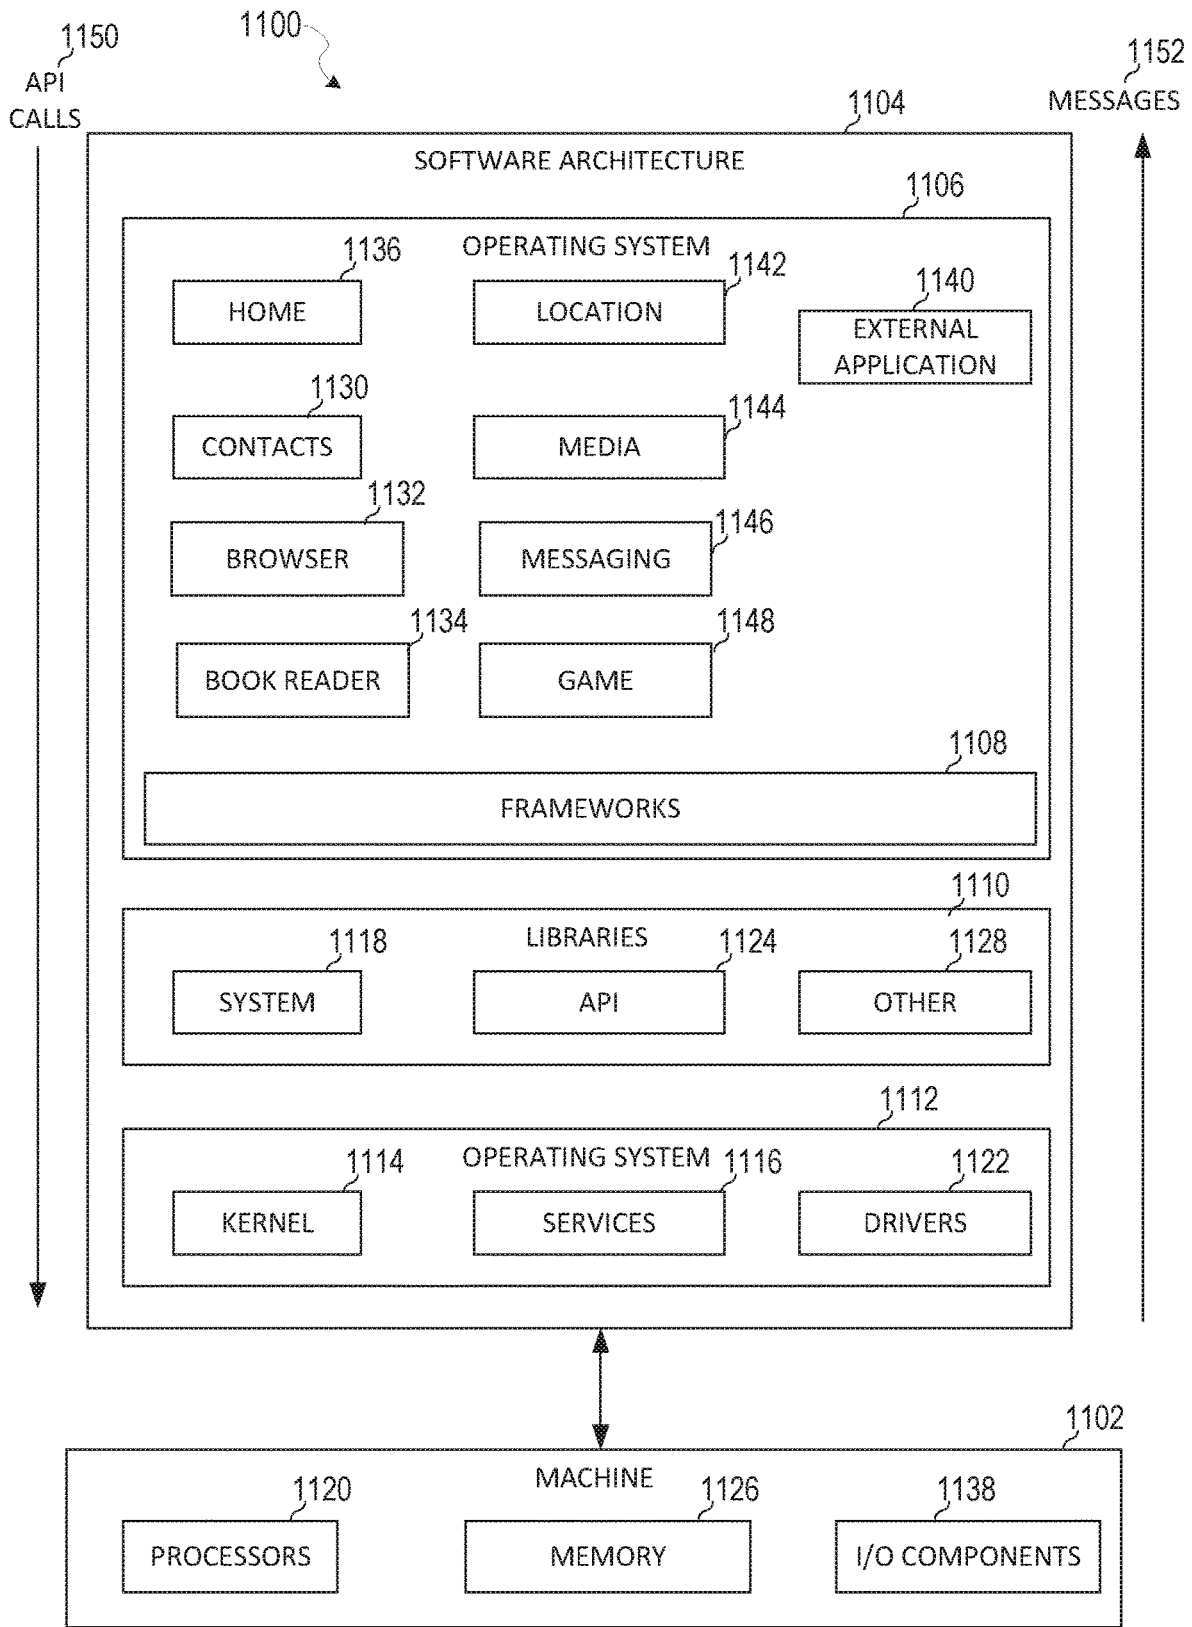 1150
API
CALLS
1100
1152
MESSAGES
1104
SOFTWARE ARCHITECTURE
1106
OPERATING SYSTEM
1136
HOME
1142
LOCATION
1140
EXTERNAL
APPLICATION
1130
CONTACTS
1144
MEDIA
1132
BROWSER
1146
MESSAGING
1134
BOOK READER
1148
GAME
1108
FRAMEWORKS
1110
LIBRARIES
1118
SYSTEM
1124
API
1128
OTHER
1112
OPERATING SYSTEM
1114
KERNEL
1116
SERVICES
1122
DRIVERS
1102
MACHINE
1120
PROCESSORS
1126
MEMORY
1138
I/O COMPONENTS